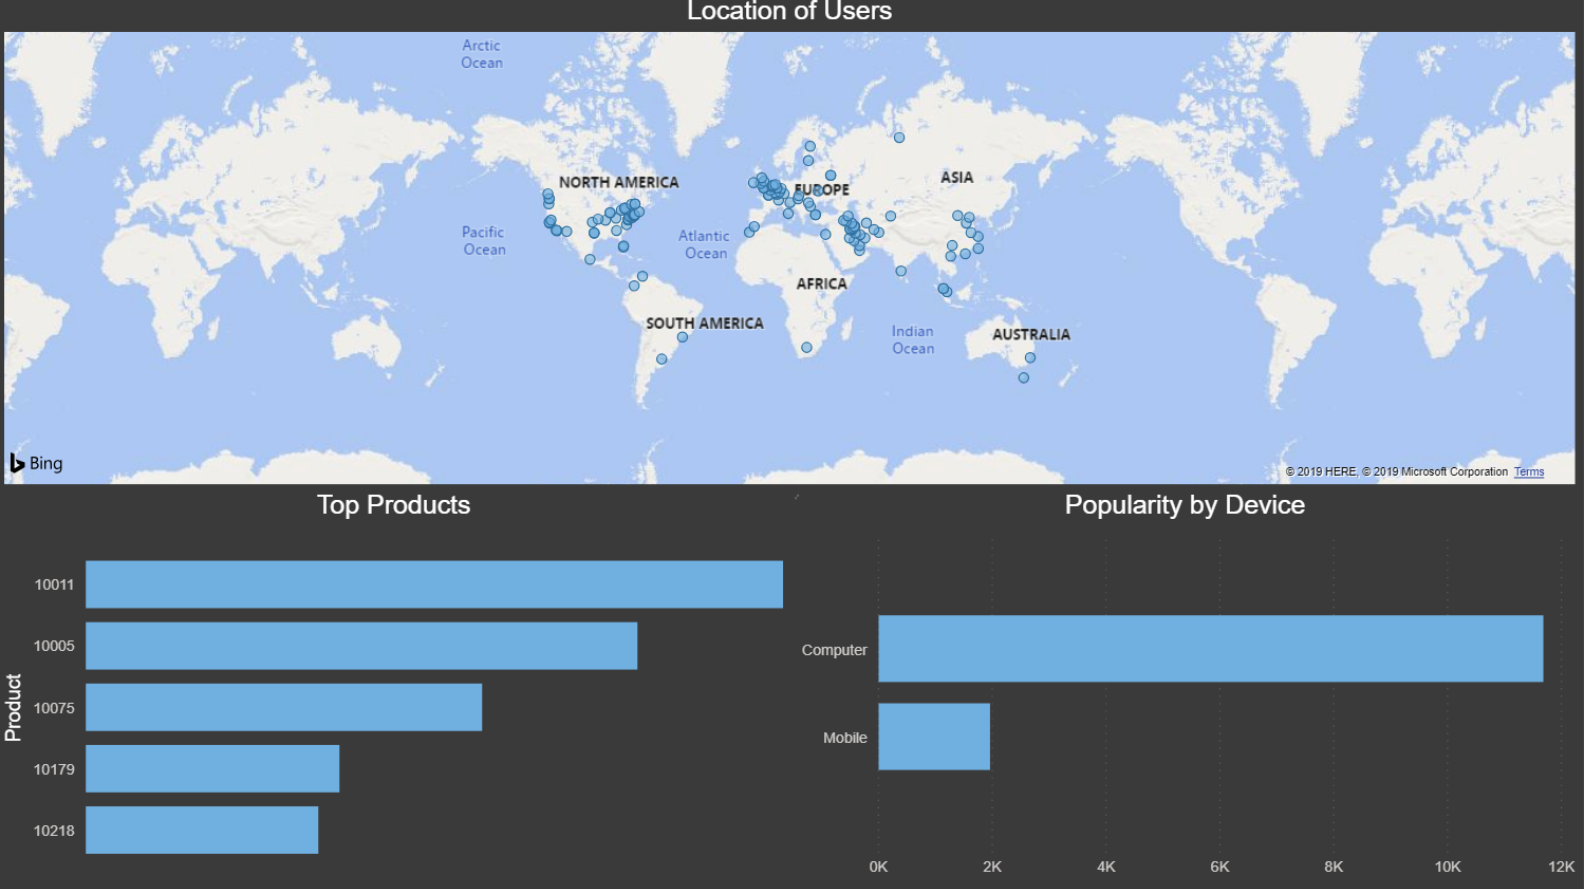 Location of Users
Arctic
Ocean
NORTH AMERICA
EUROPE
ASIA
Pacific
Ocean
Atlantic
Ocean
AFRICA
SOUTH AMERICA
Indian
Ocean
AUSTRALIA
Bing
© 2019 HERE, © 2019 Microsoft Corporation Terms
Top Products
Product
10011
10005
10075
10179
10218
Popularity by Device
Computer
Mobile
0K 2K 4K 6K 8K 10K 12K